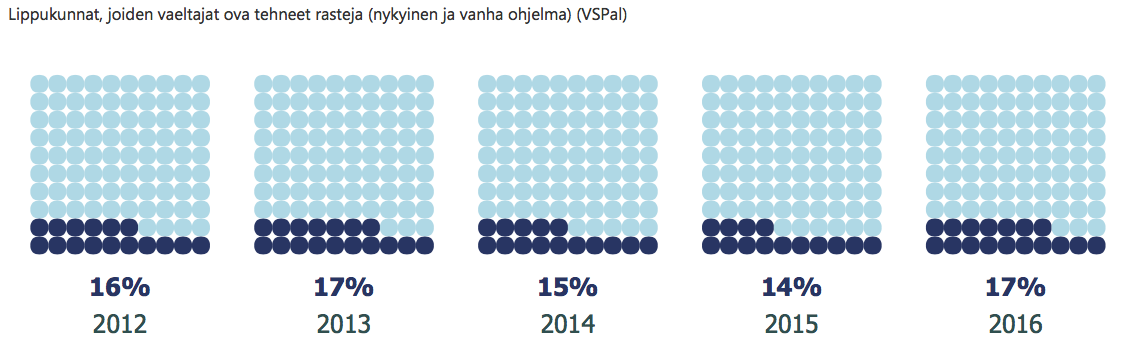 Lippukunnat, joiden vaeltajat ova tehneet rasteja (nykyinen ja vanha ohjelma) (VSPal)
16% 17% 15% 14% 17%
2012 2013 2014 2015 2016